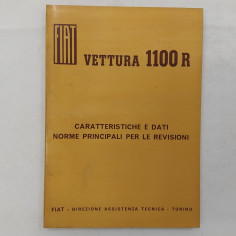 FIAT
VETTURA 1100 R
CARATTERISTICHE E DATI
NORME PRINCIPALI PER LE REVISIONI
FIAT - DIREZIONE ASSISTENZA TECNICA - TORINO